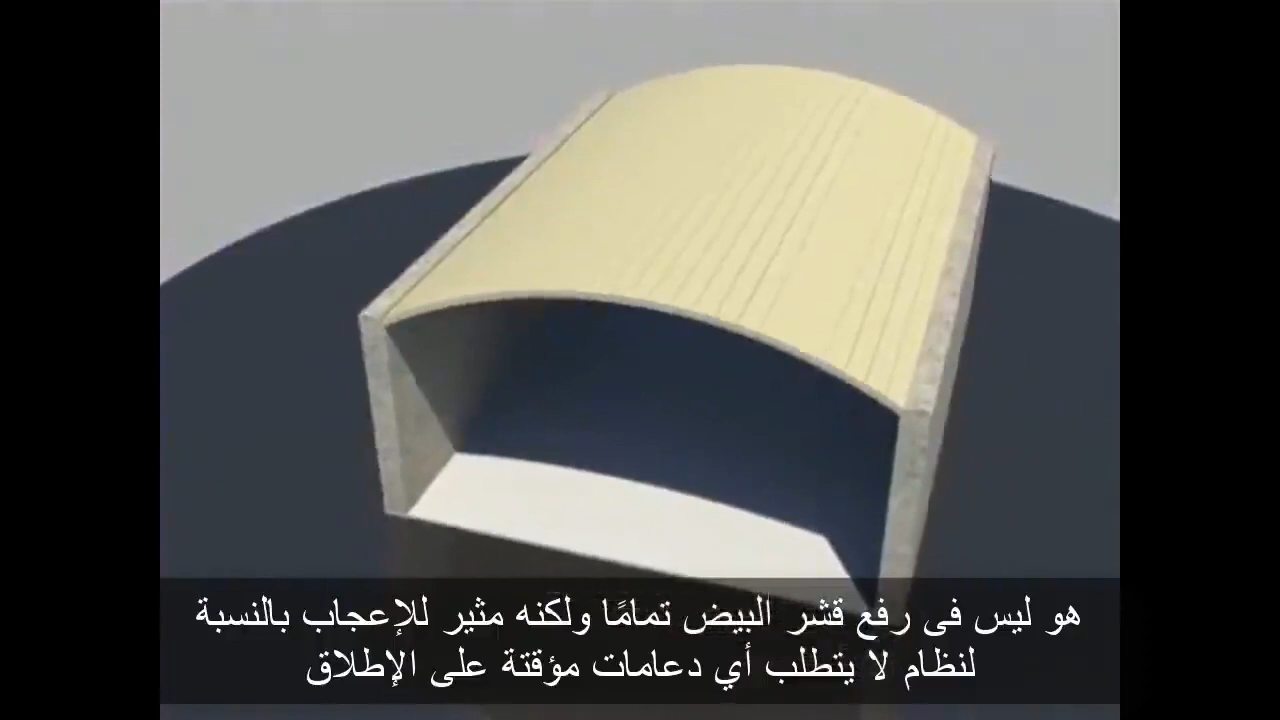 هو ليس فى رفع قشر البيض تمامًا ولكنه مثير للإعجاب بالنسبة
لنظام لا يتطلب أي دعامات مؤقتة على الإطلاق